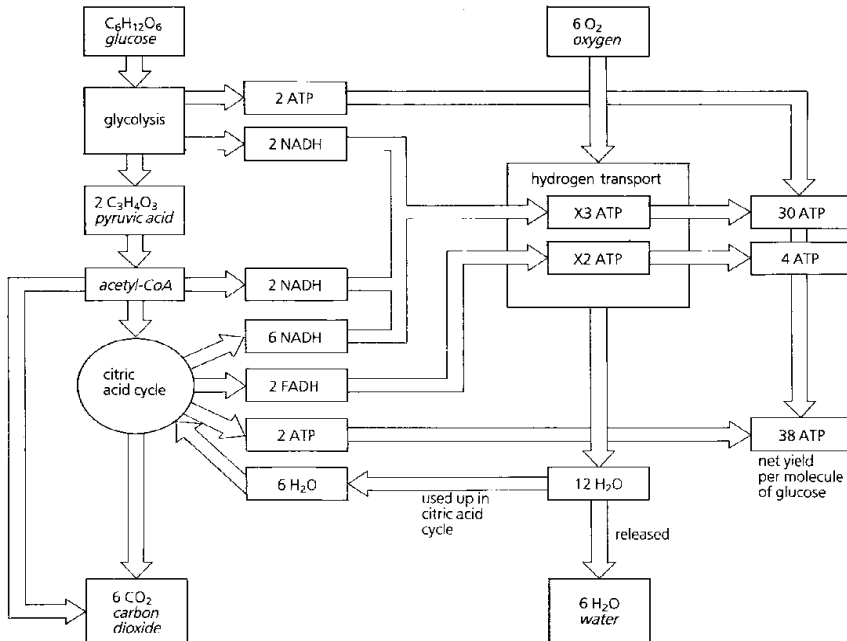 C₆H₁₂O₆
glucose
6 O₂
oxygen
glycolysis
2 ATP
2 NADH
hydrogen transport
2 C₃H₄O₃
pyruvic acid
X3 ATP
30 ATP
X2 ATP
4 ATP
acetyl-CoA
2 NADH
6 NADH
citric
acid cycle
2 FADH
2 ATP
38 ATP
net yield
per molecule
of glucose
6 H₂O
used up in
citric acid
cycle
12 H₂O
released
6 CO₂
carbon
dioxide
6 H₂O
water